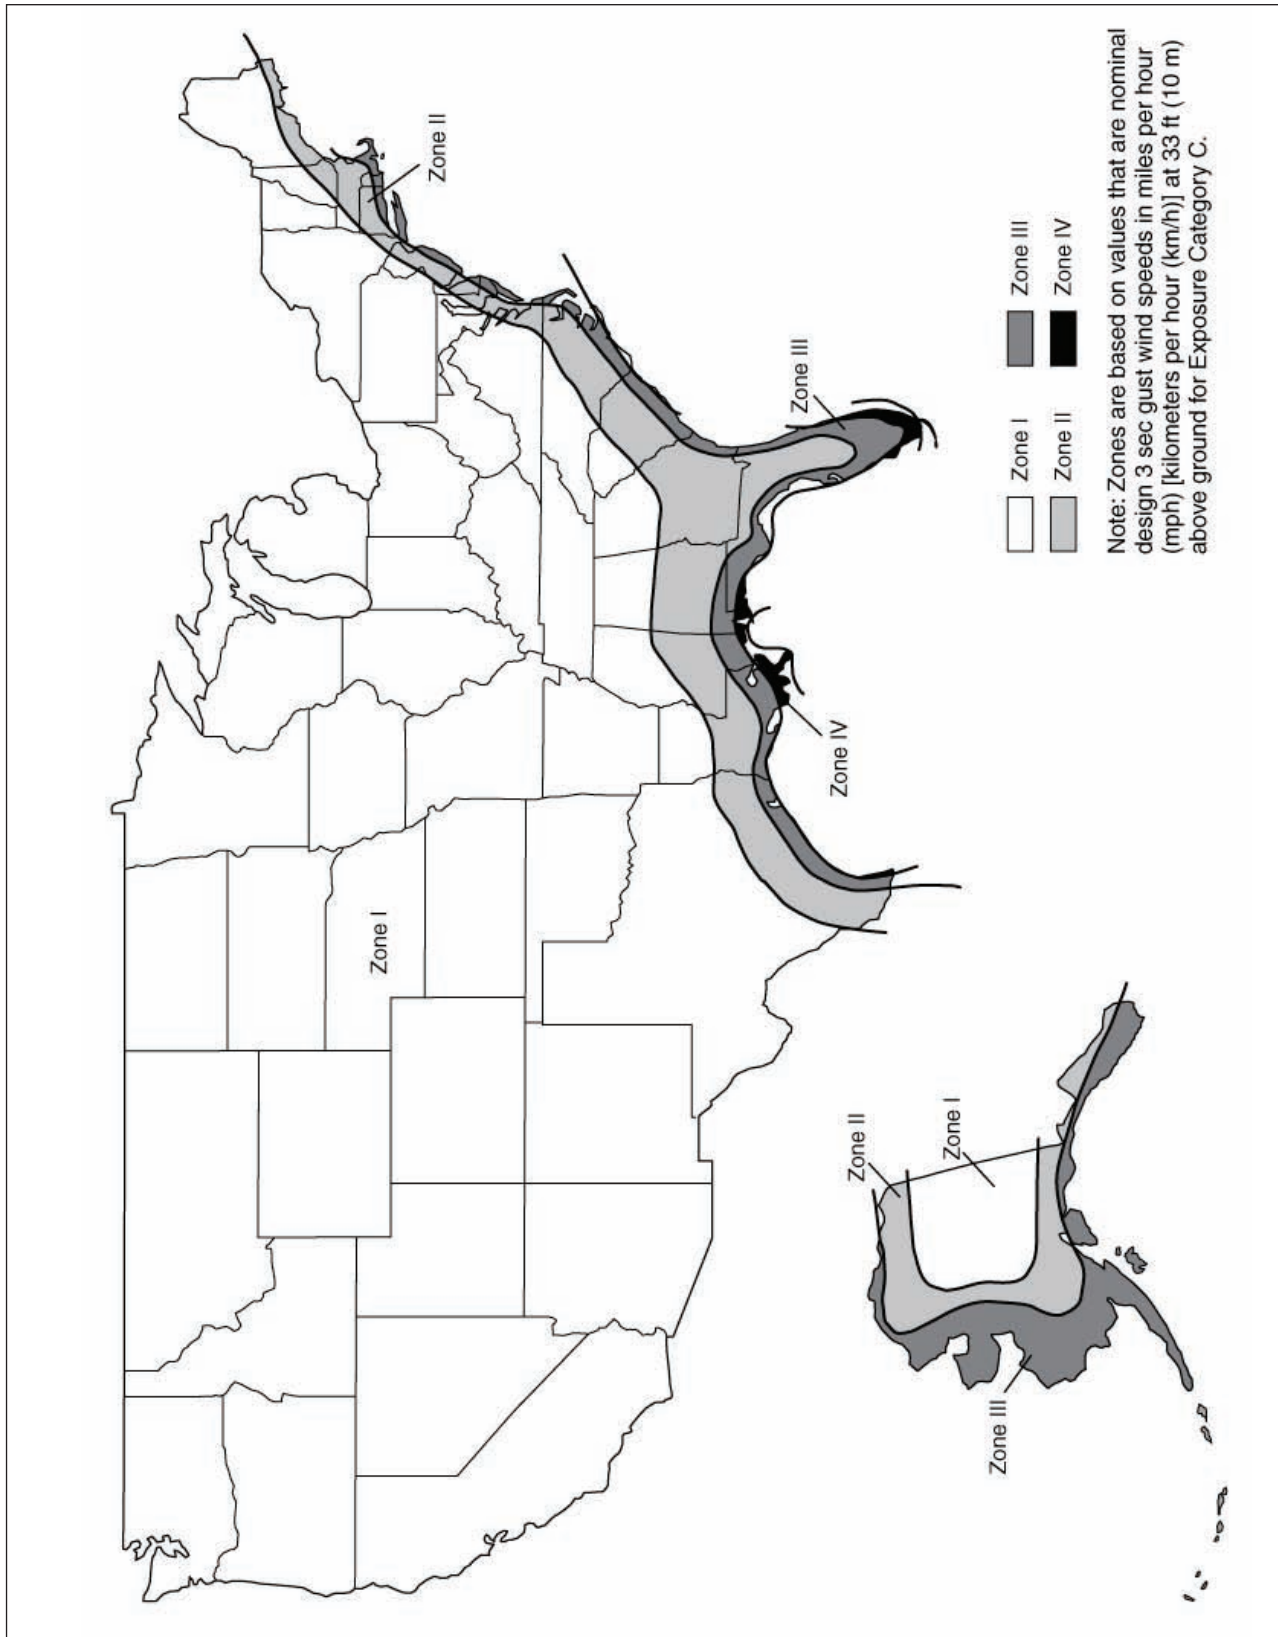 Zone II
Zone III
Zone I
Zone IV
Zone II
Zone I
Zone III
Zone I
Zone III
Zone II
Zone IV
Note: Zones are based on values that are nominal
design 3 sec gust wind speeds in miles per hour
(mph) [kilometers per hour (km/h)] at 33 ft (10 m)
above ground for Exposure Category C.